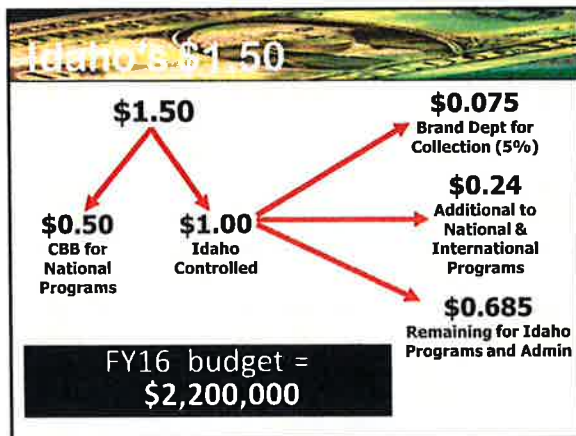 Idaho's $1.50
$1.50
$0.50
CBB for
National
Programs
$1.00
Idaho
Controlled
$0.075
Brand Dept for
Collection (5%)
$0.24
Additional to
National &
International
Programs
$0.685
Remaining for Idaho
Programs and Admin
FY16 budget =
$2,200,000